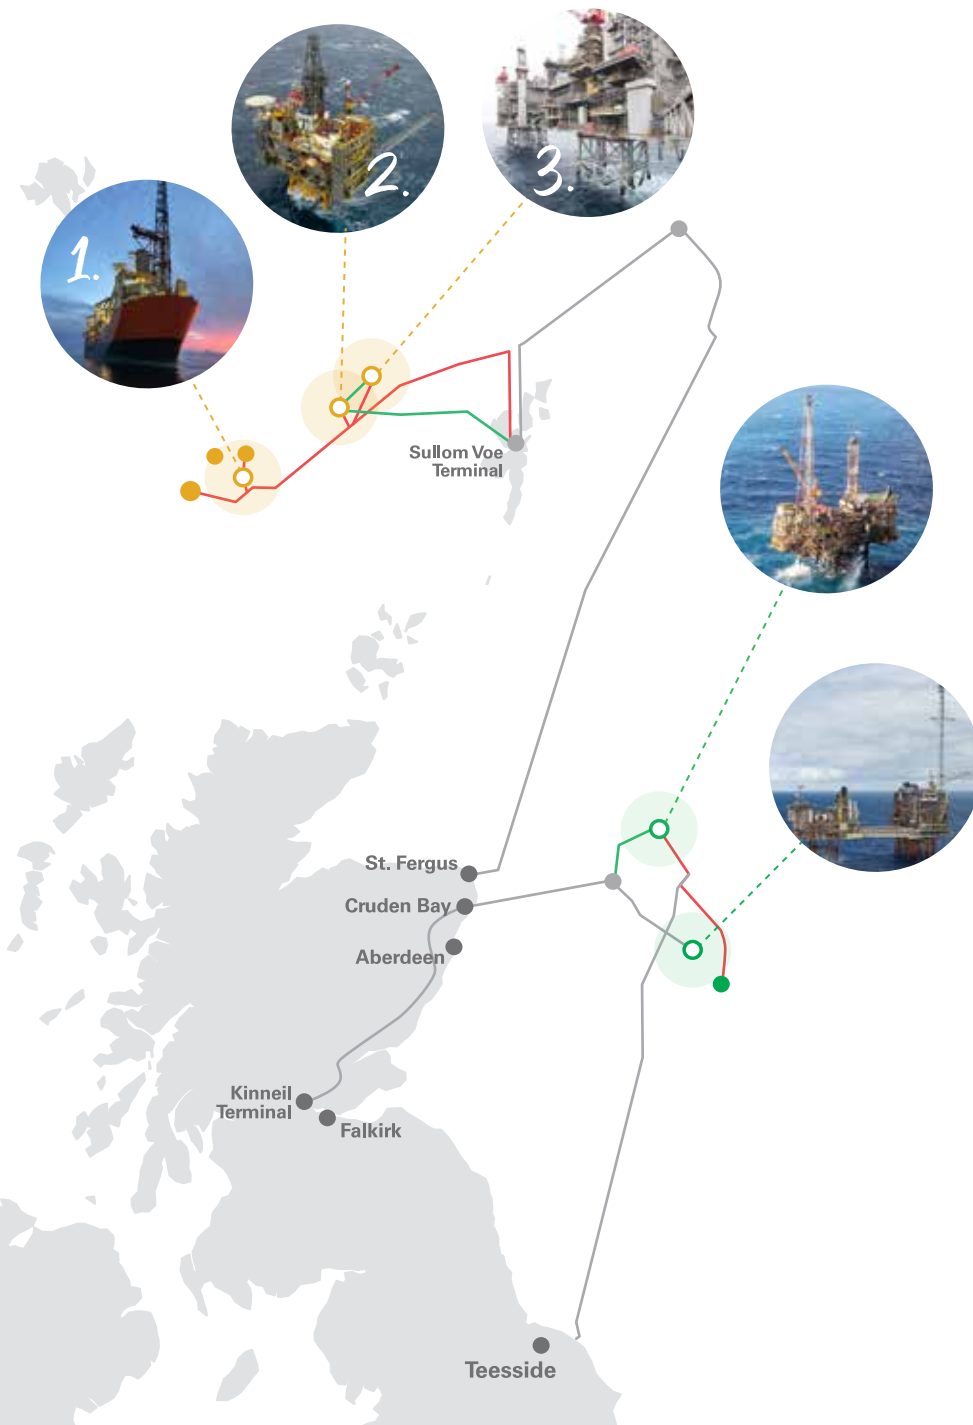 2.
3.
1.
Sullom Voe
Terminal
St. Fergus
Cruden Bay
Aberdeen
Kinneil
Terminal
Falkirk
Teesside